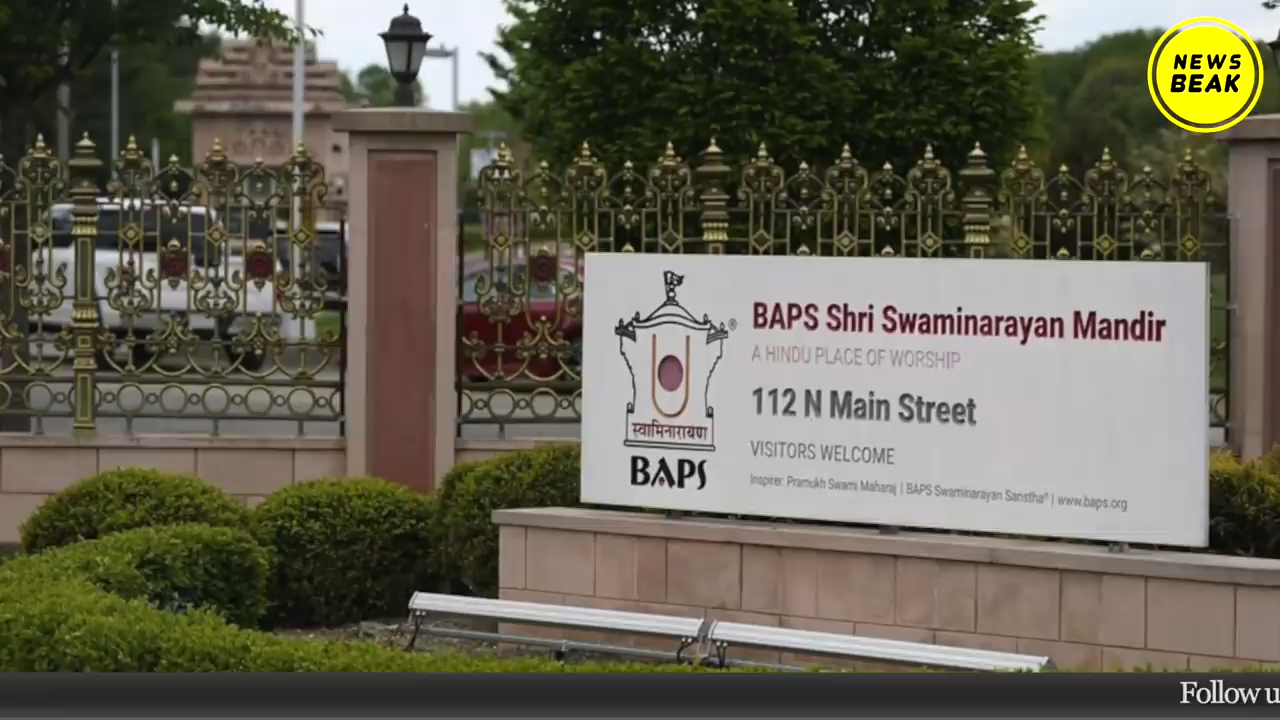 NEWS
BEAK
BAPS Shri Swaminarayan Mandir
A HINDU PLACE OF WORSHIP
112 N Main Street
VISITORS WELCOME
Inspirer: Pramukh Swami Maharaj | BAPS Swaminarayan Sanstha® | www.baps.org
®
स्वामिनारायण
BAPS
Follow u